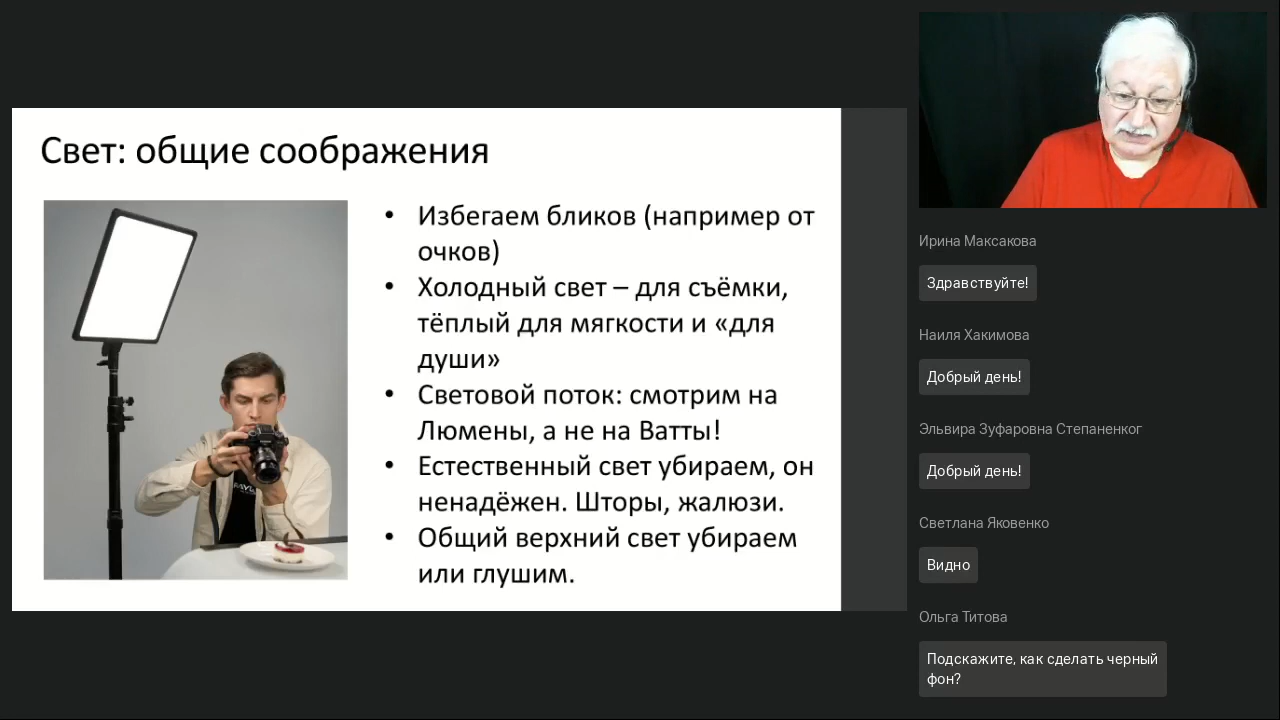 Свет: общие соображения
• Избегаем бликов (например от
очков)
• Холодный свет – для съёмки,
тёплый для мягкости и «для
души»
• Световой поток: смотрим на
Люмены, а не на Ватты!
• Естественный свет убираем, он
ненадёжен. Шторы, жалюзи.
• Общий верхний свет убираем
или глушим.
Ирина Максакова
Здравствуйте!
Наиля Хакимова
Добрый день!
Эльвира Зуфаровна Степаненког
Добрый день!
Светлана Яковенко
Видно
Ольга Титова
Подскажите, как сделать черный
фон?